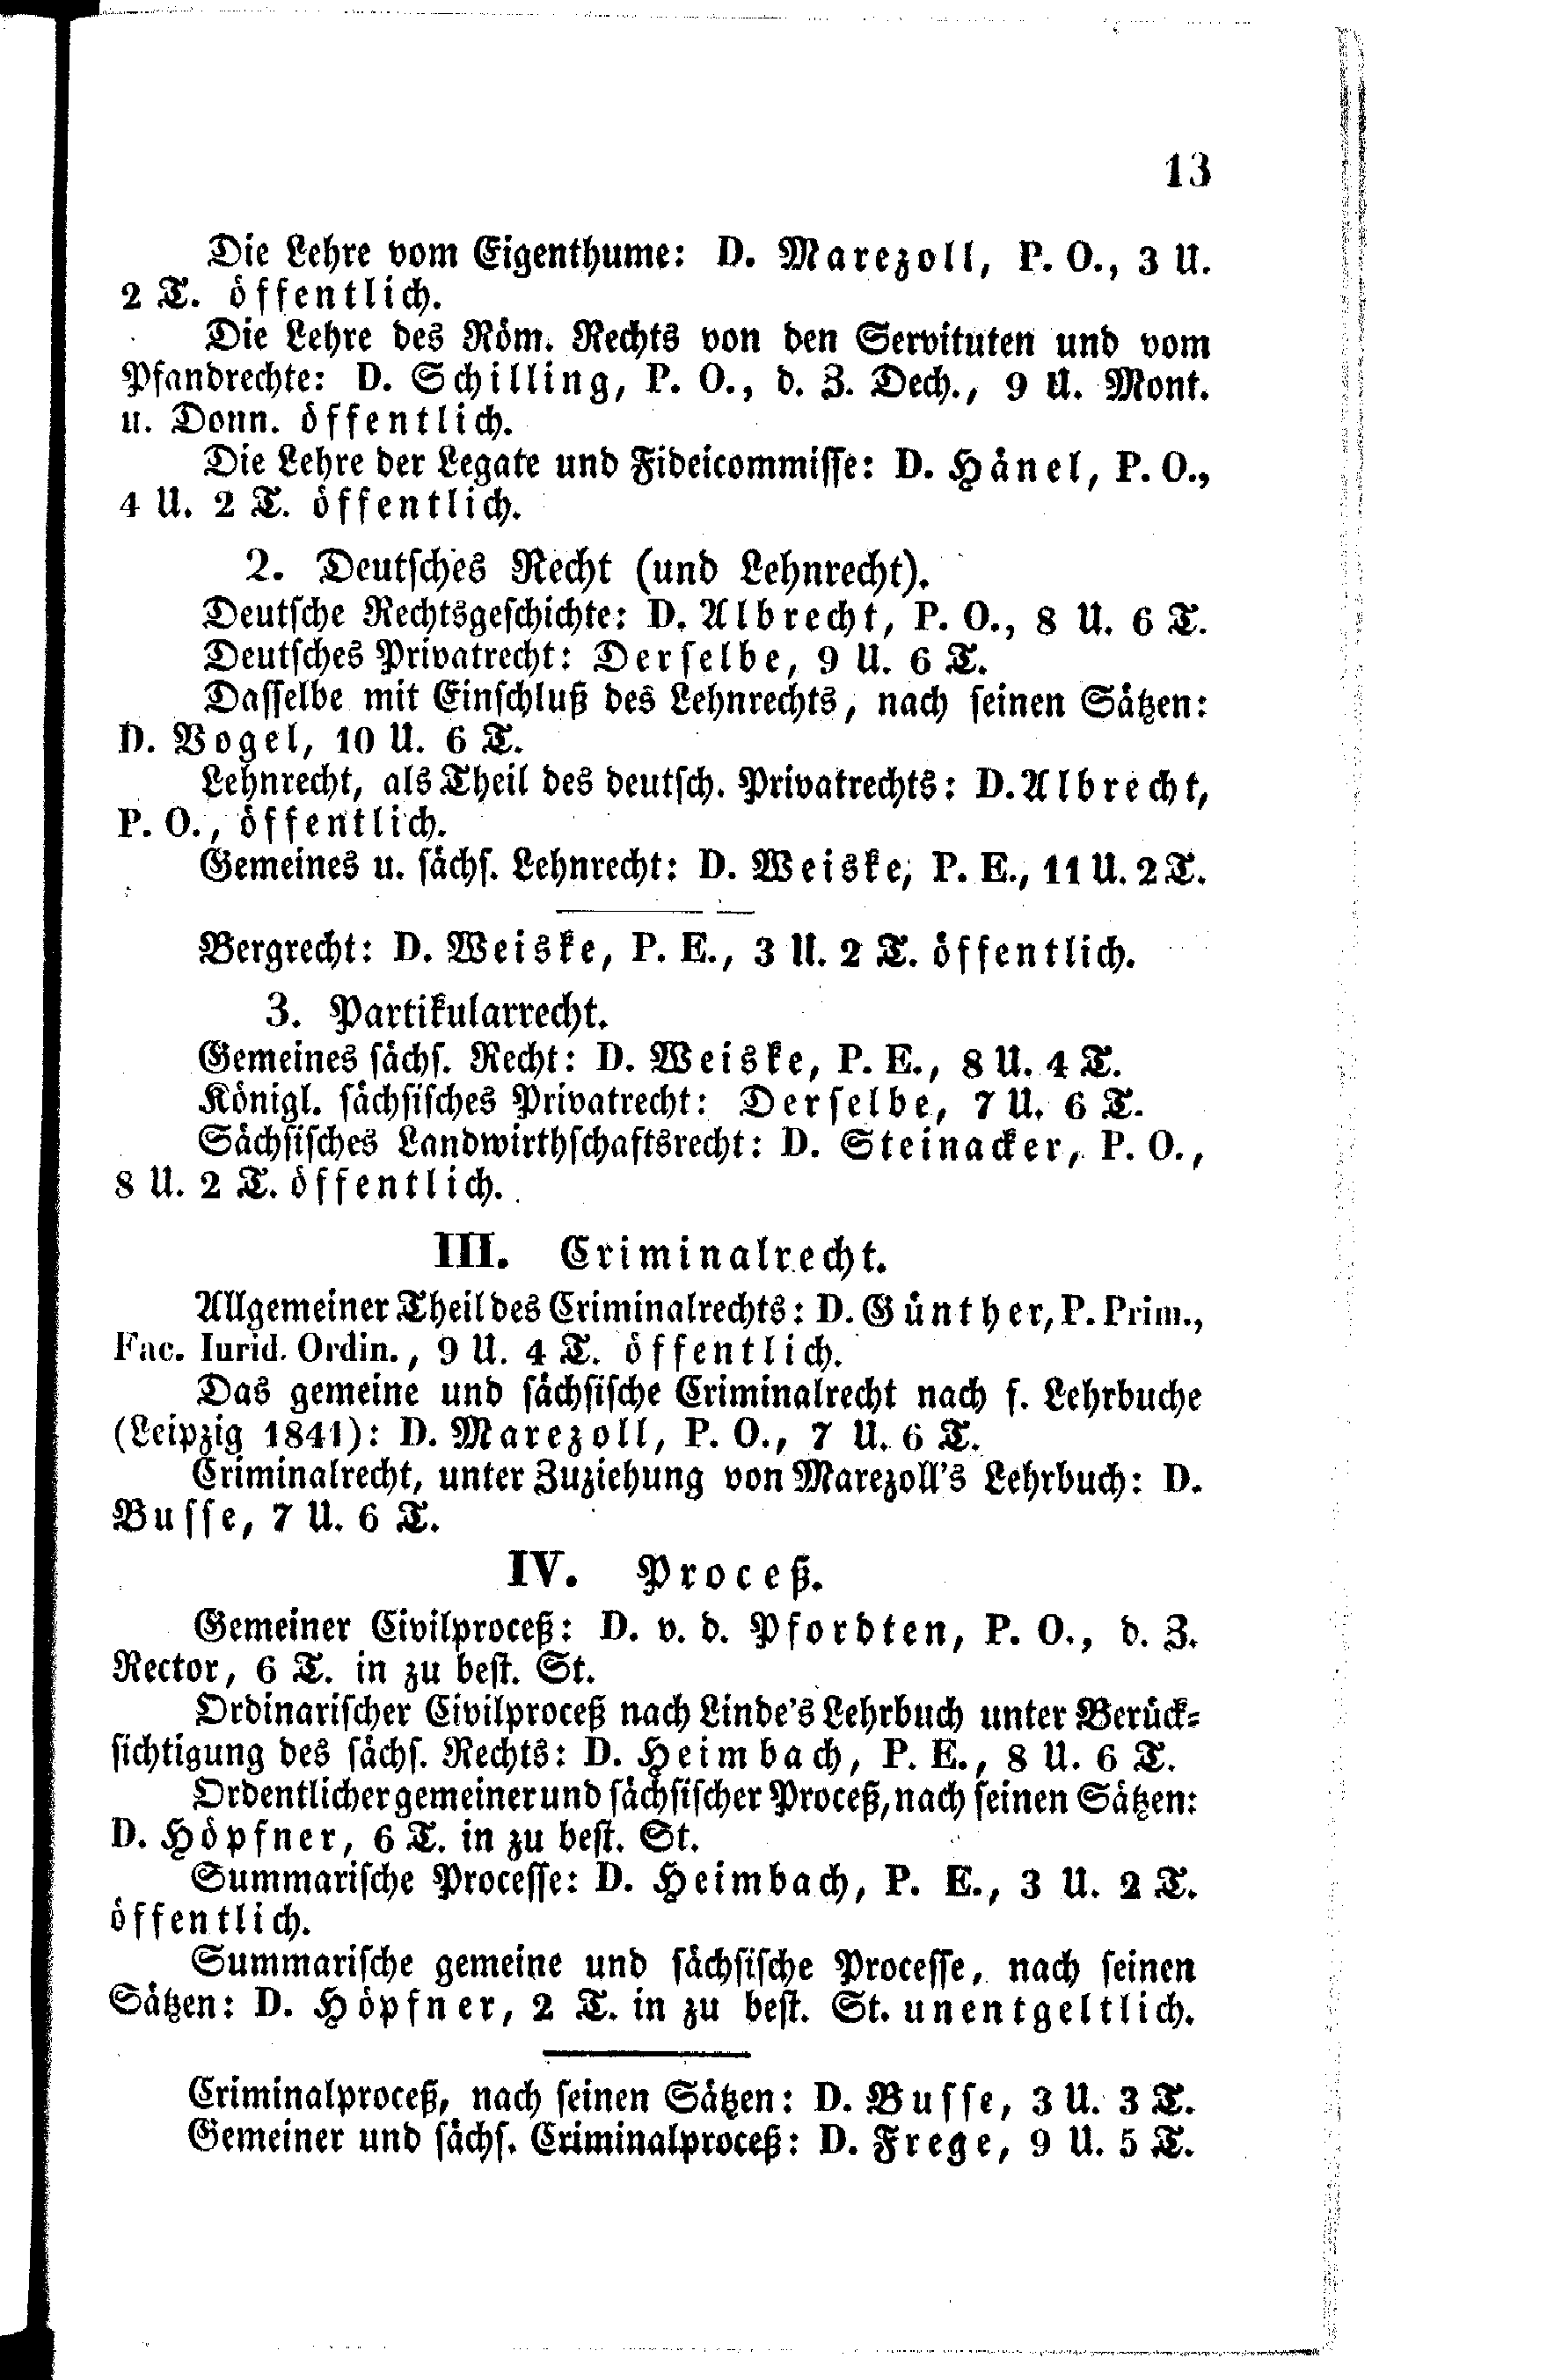 13
Die Lehre vom Eigenthume: D. Marezoll, P. O., 3 U.
2 T. öffentlich.
Die Lehre des Röm. Rechts von den Servituten und vom
Pfandrechte: D. Schilling, P. O., d. Z. Dech., 9 U. Mont.
u. Donn. öffentlich.
Die Lehre der Legate und Fideicommisse: D. Hänel, P. O.,
4 U. 2 T. öffentlich.
2. Deutsches Recht (und Lehnrecht).
Deutsche Rechtsgeschichte: D. Albrecht, P. O., 8 U. 6 T.
Deutsches Privatrecht: Derselbe, 9 U. 6 T.
Dasselbe mit Einschluß des Lehnrechts, nach seinen Sätzen:
D. Vogel, 10 U. 6 T.
Lehnrecht, als Theil des deutsch. Privatrechts: D. Albrecht,
P. O., öffentlich.
Gemeines u. sächs. Lehnrecht: D. Weiske, P. E., 11 U. 2 T.
Bergrecht: D. Weiske, P. E., 3 U. 2 T. öffentlich.
3. Partikularrecht.
Gemeines sächs. Recht: D. Weiske, P. E., 8 U. 4 T.
Königl. sächsisches Privatrecht: Derselbe, 7 U. 6 T.
Sächsisches Landwirthschaftsrecht: D. Steinacker, P. O.,
8 U. 2 T. öffentlich.
III. Criminalrecht.
Allgemeiner Theil des Criminalrechts: D. Günther, P. Prim.,
Fac. Iurid. Ordin., 9 U. 4 T. öffentlich.
Das gemeine und sächsische Criminalrecht nach s. Lehrbuche
(Leipzig 1841): D. Marezoll, P. O., 7 U. 6 T.
Criminalrecht, unter Zuziehung von Marezoll's Lehrbuch: D.
Busse, 7 U. 6 T.
IV. Proceß.
Gemeiner Civilproceß: D. v. d. Pfordten, P. O., d. Z.
Rector, 6 T. in zu best. St.
Ordinarischer Civilproceß nach Linde's Lehrbuch unter Berück-
sichtigung des sächs. Rechts: D. Heimbach, P. E., 8 U. 6 T.
Ordentlicher gemeiner und sächsischer Proceß, nach seinen Sätzen:
D. Höpfner, 6 T. in zu best. St.
Summarische Processe: D. Heimbach, P. E., 3 U. 2 T.
öffentlich.
Summarische gemeine und sächsische Processe, nach seinen
Sätzen: D. Höpfner, 2 T. in zu best. St. unentgeltlich.
Criminalproceß, nach seinen Sätzen: D. Busse, 3 U. 3 T.
Gemeiner und sächs. Criminalproceß: D. Frege, 9 U. 5 T.